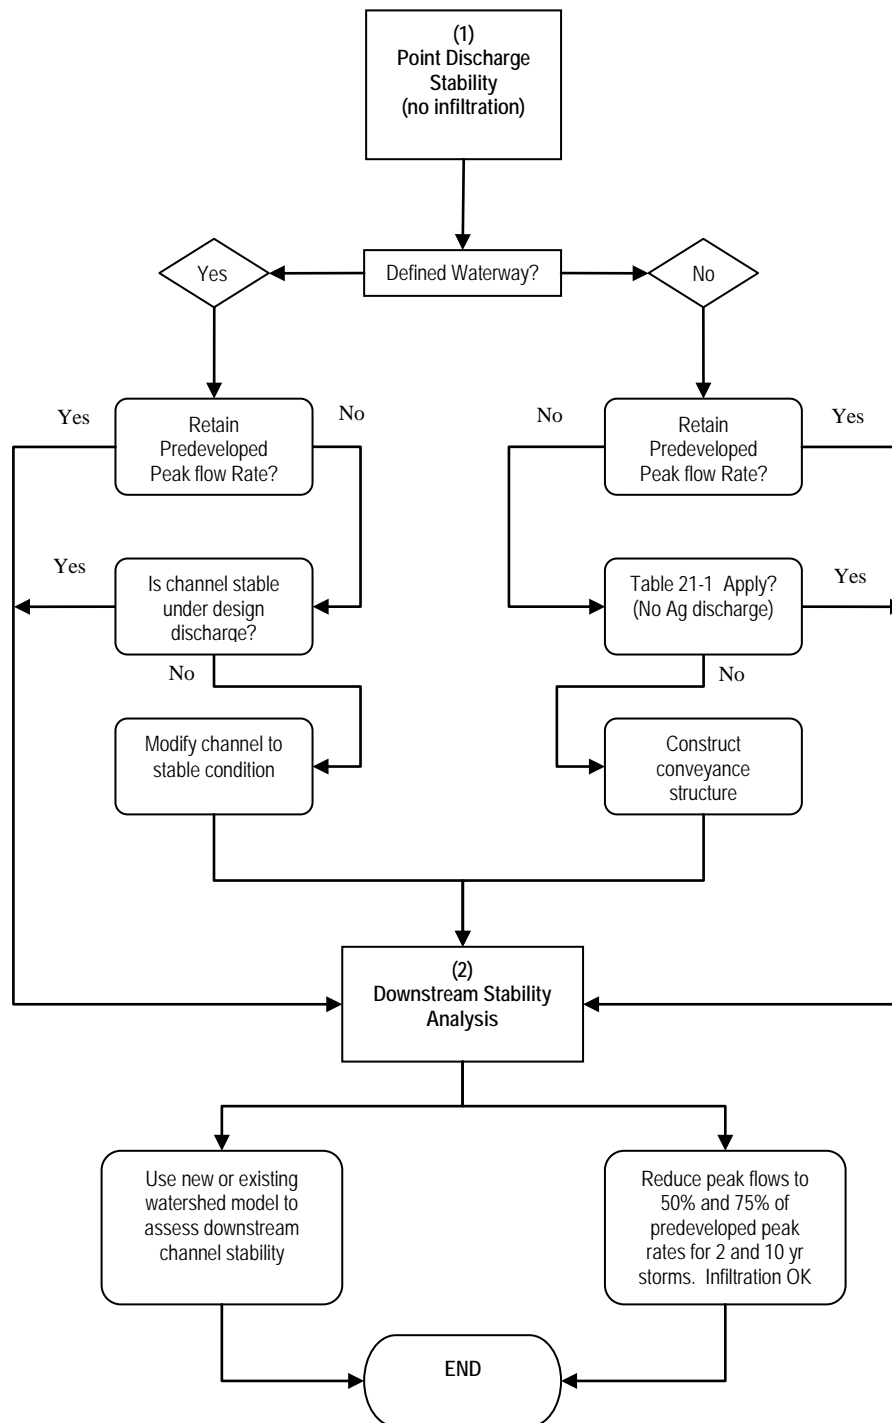 (1)
Point Discharge
Stability
(no infiltration)
Yes
Defined Waterway?
No
Yes
Retain
Predeveloped
Peak flow Rate?
No
No
Retain
Predeveloped
Peak flow Rate?
Yes
Yes
Is channel stable
under design
discharge?
No
Table 21-1 Apply?
(No Ag discharge)
Yes
No
Modify channel to
stable condition
Construct
conveyance
structure
(2)
Downstream Stability
Analysis
Use new or existing
watershed model to
assess downstream
channel stability
Reduce peak flows to
50% and 75% of
predeveloped peak
rates for 2 and 10 yr
storms. Infiltration OK
END